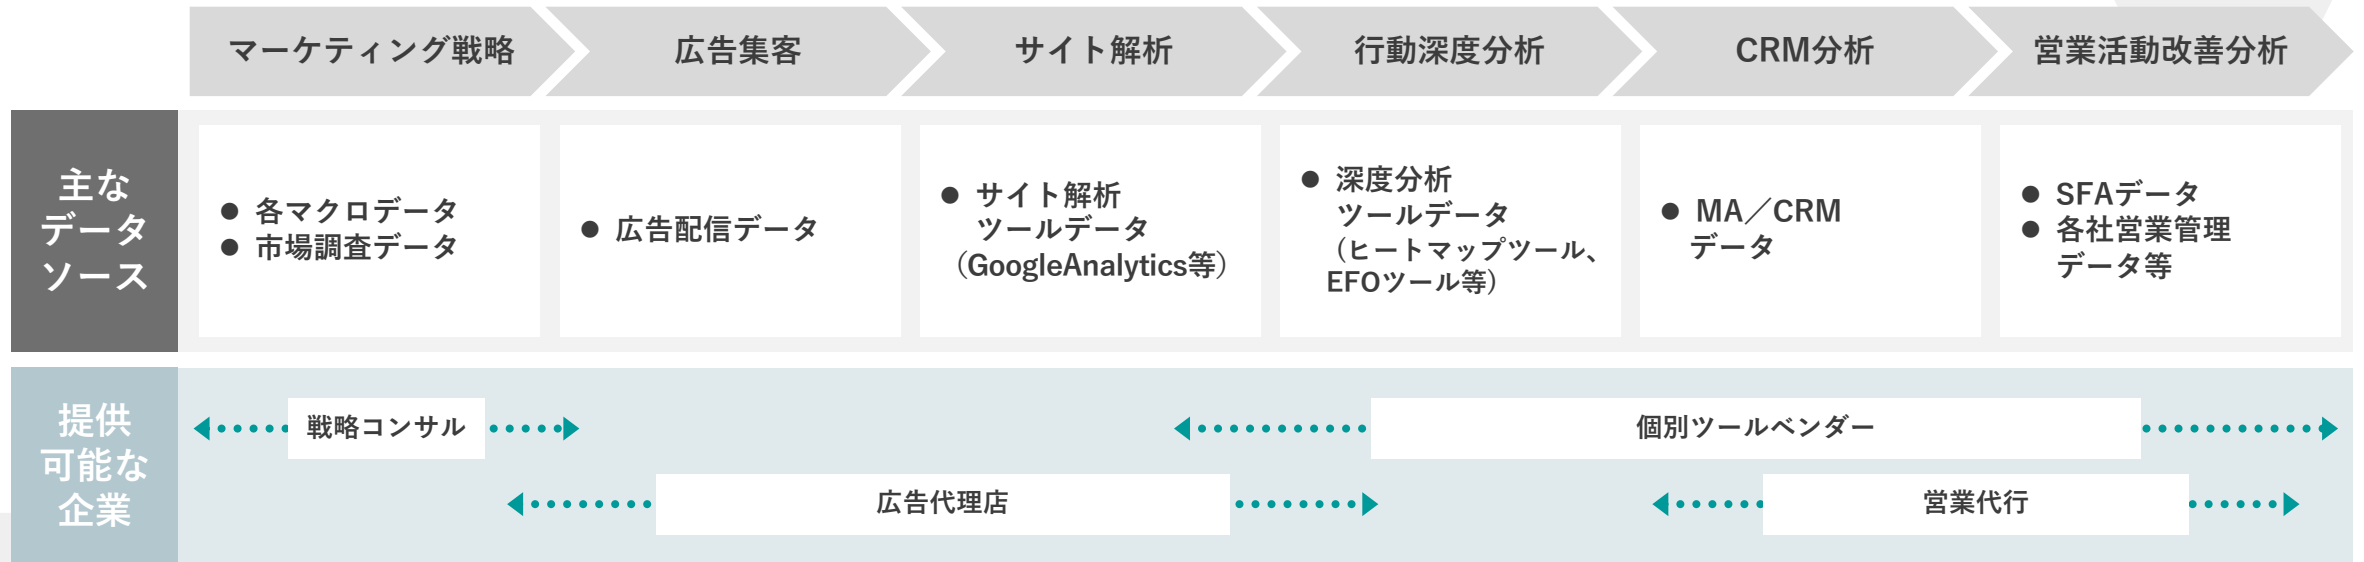 マーケティング戦略
広告集客
サイト解析
行動深度分析
CRM分析
営業活動改善分析
主な
データ
ソース
● 各マクロデータ
● 市場調査データ
● 広告配信データ
● サイト解析
ツールデータ
（GoogleAnalytics等）
● 深度分析
ツールデータ
（ヒートマップツール、
EFOツール等）
● MA／CRM
データ
● SFAデータ
● 各社営業管理
データ等
提供
可能な
企業
戦略コンサル
個別ツールベンダー
広告代理店
営業代行